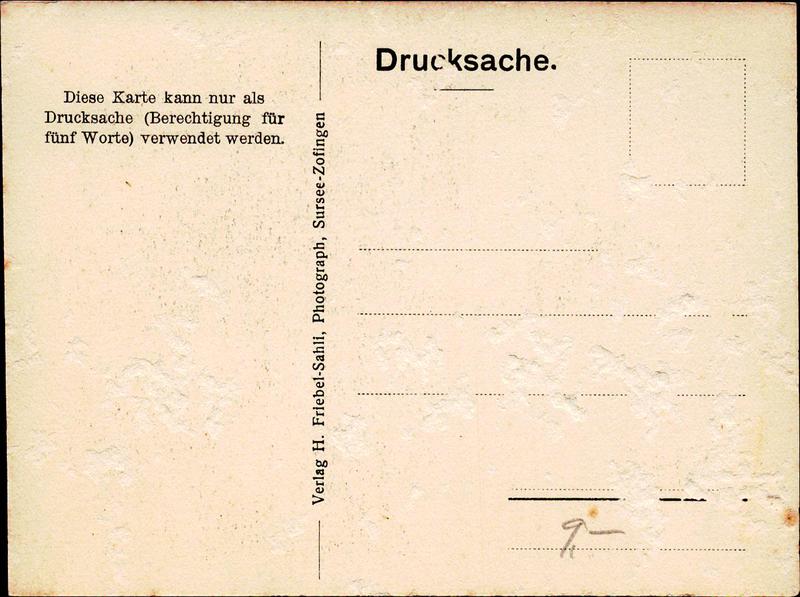 Drucksache.
Diese Karte kann nur als
Drucksache (Berechtigung für
fünf Worte) verwendet werden.
Verlag H. Friebel-Sahli, Photograph, Sursee-Zofingen
9.–